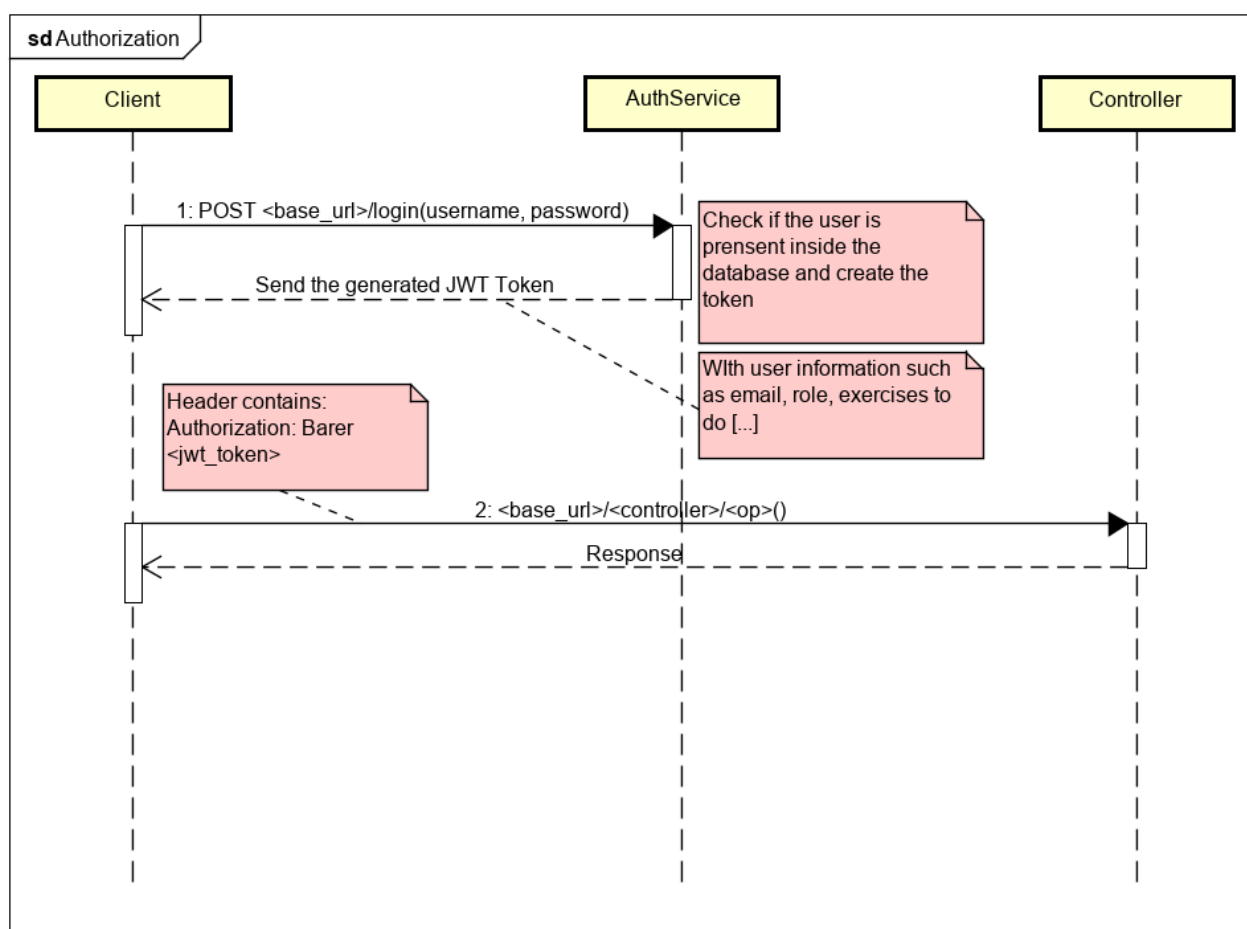 sd Authorization
Client
AuthService
Controller
1: POST <base_url>/login(username, password)
Check if the user is
prensent inside the
database and create the
token
Send the generated JWT Token
WIth user information such
as email, role, exercises to
do [...]
Header contains:
Authorization: Barer
<jwt_token>
2: <base_url>/<controller>/<op>()
Response